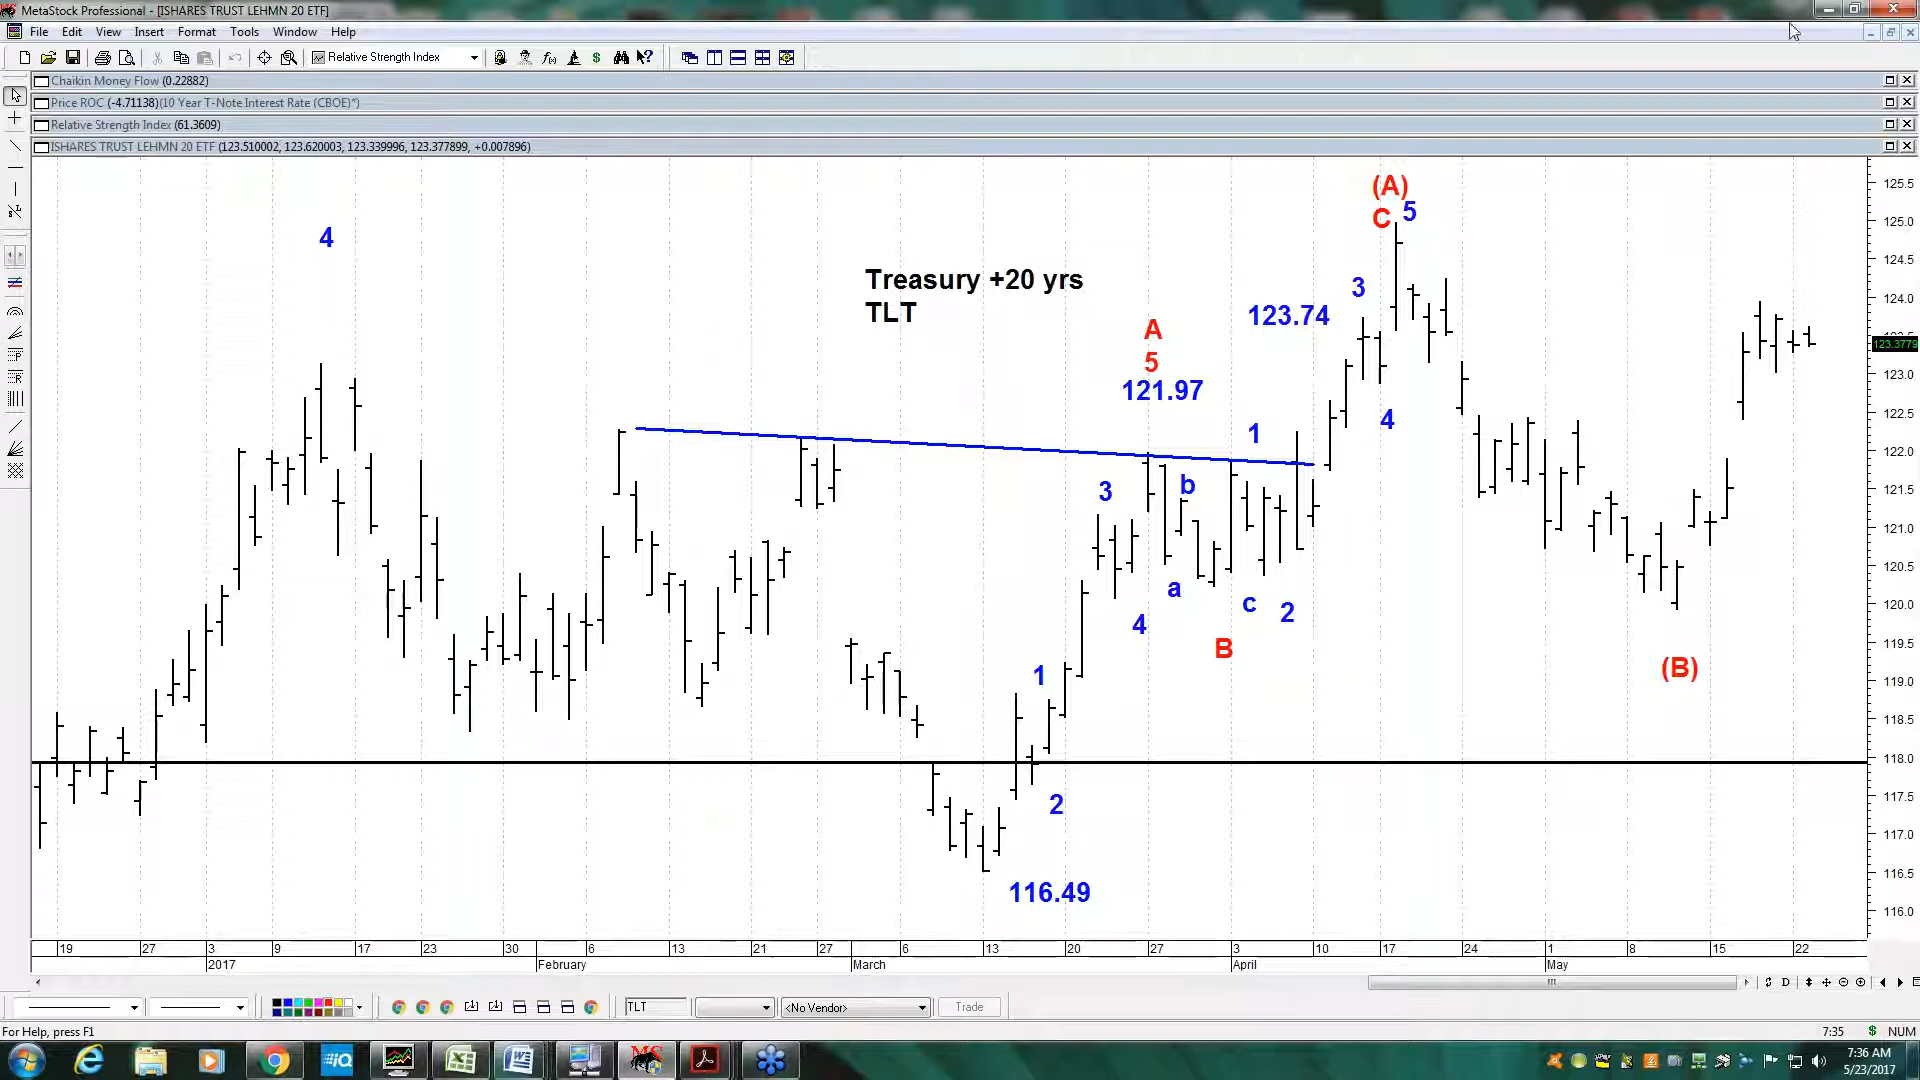 MetaStock Professional - [ISHARES TRUST LEHMN 20 ETF]
File Edit View Insert Format Tools Window Help
Relative Strength Index
Chaikin Money Flow (0.22882)
Price ROC (-4.71138)(10 Year T-Note Interest Rate (CBOE)*)
Relative Strength Index (61.3609)
ISHARES TRUST LEHMN 20 ETF (123.510002, 123.620003, 123.339996, 123.377899, +0.007896)
(A)
C 5
4
Treasury +20 yrs
TLT
3
123.74
A
5
121.97
4
1
3
b
a
c
2
4
B
1
(B)
2
116.49
125.5
125.0
124.5
124.0
123.3779
123.0
122.5
122.0
121.5
121.0
120.5
120.0
119.5
119.0
118.5
118.0
117.5
117.0
116.5
116.0
19 27 3 9 17 23 30 6 13 21 27 6 13 20 27 3 10 17 24 1 8 15 22
2017 February March April May
TLT <No Vendor> Trade
For Help, press F1 7:35 $ NUM
7:36 AM
5/23/2017